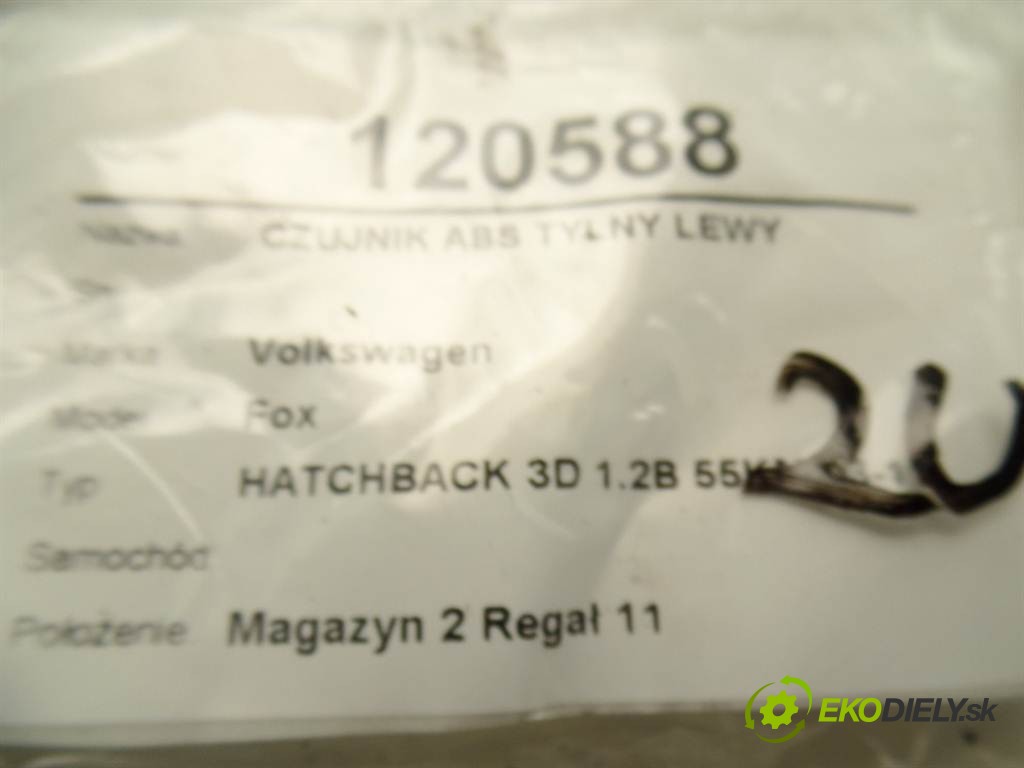 120588
Nazwa CZUJNIK ABS TYLNY LEWY
Marka Volkswagen
Model Fox
Typ HATCHBACK 3D 1.2B 55KM
Samochód
Położenie Magazyn 2 Regał 11
EKODIELY.sk